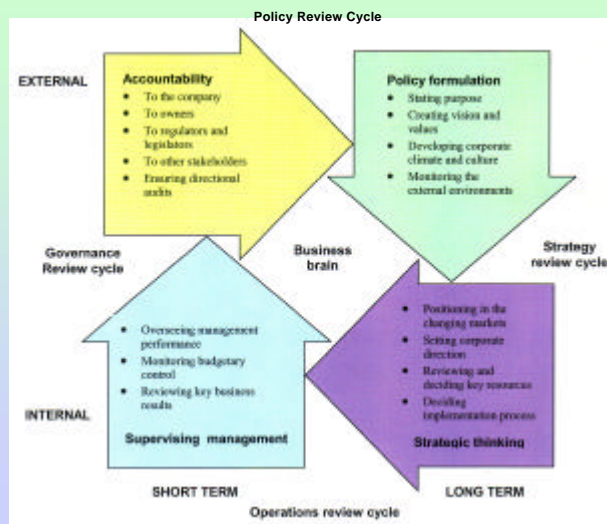 Policy Review Cycle
EXTERNAL
Accountability
• To the company
• To owners
• To regulators and
legislators
• To other stakeholders
• Ensuring directional
audits
Policy formulation
• Stating purpose
• Creating vision and
values
• Developing corporate
climate and culture
• Monitoring the
external environments
Governance
Review cycle
Business
brain
Strategy
review cycle
• Overseeing management
performance
• Monitoring budgetary
control
• Reviewing key business
results
Supervising management
• Positioning in the
changing markets
• Setting corporate
direction
• Reviewing and
deciding key resources
• Deciding
implementation process
Strategic thinking
INTERNAL
SHORT TERM
LONG TERM
Operations review cycle